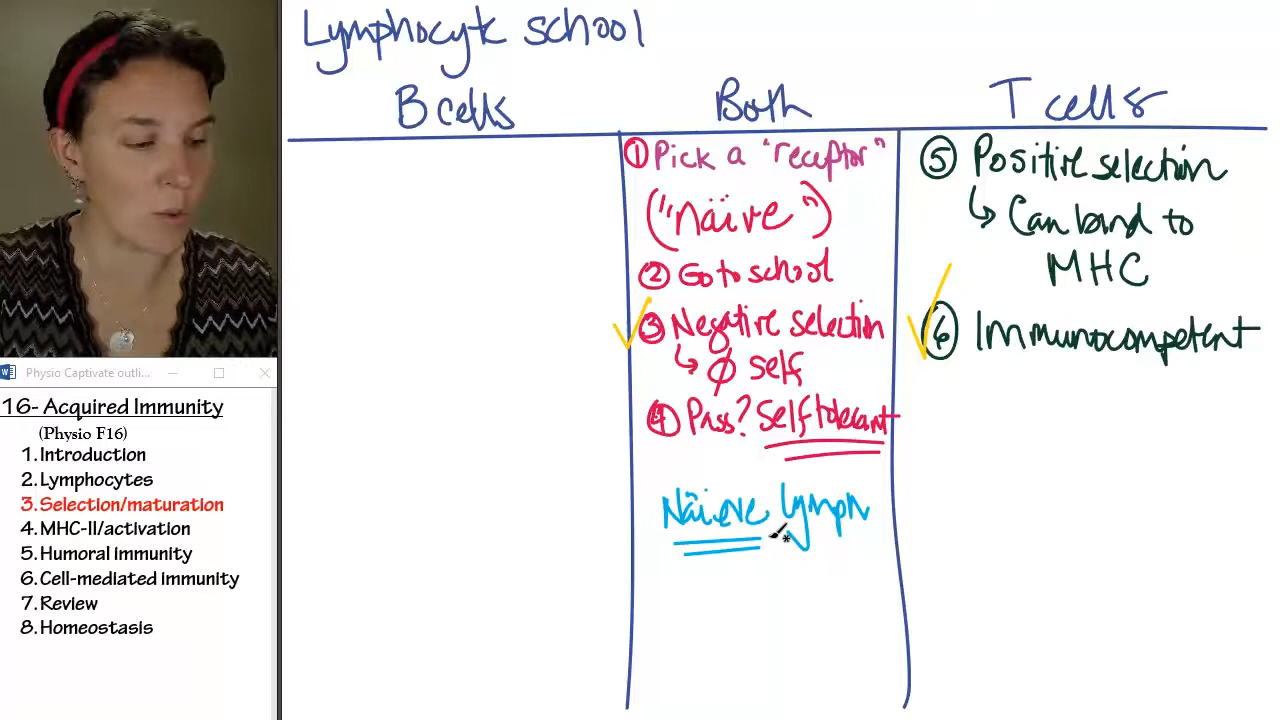 Lymphocyte school
B cells
Both
T cells
① Pick a "receptor"
("naïve")
② Go to school
③ Negative selection
↳ ∅ self
④ Pass? Self tolerant
Näieve lymph
⑤ Positive selection
↳ Can bind to
MHC
⑥ Immunocompetent
Physio Captivate outli...
16- Acquired Immunity
(Physio F16)
1. Introduction
2. Lymphocytes
3. Selection/maturation
4. MHC-II/activation
5. Humoral immunity
6. Cell-mediated immunity
7. Review
8. Homeostasis